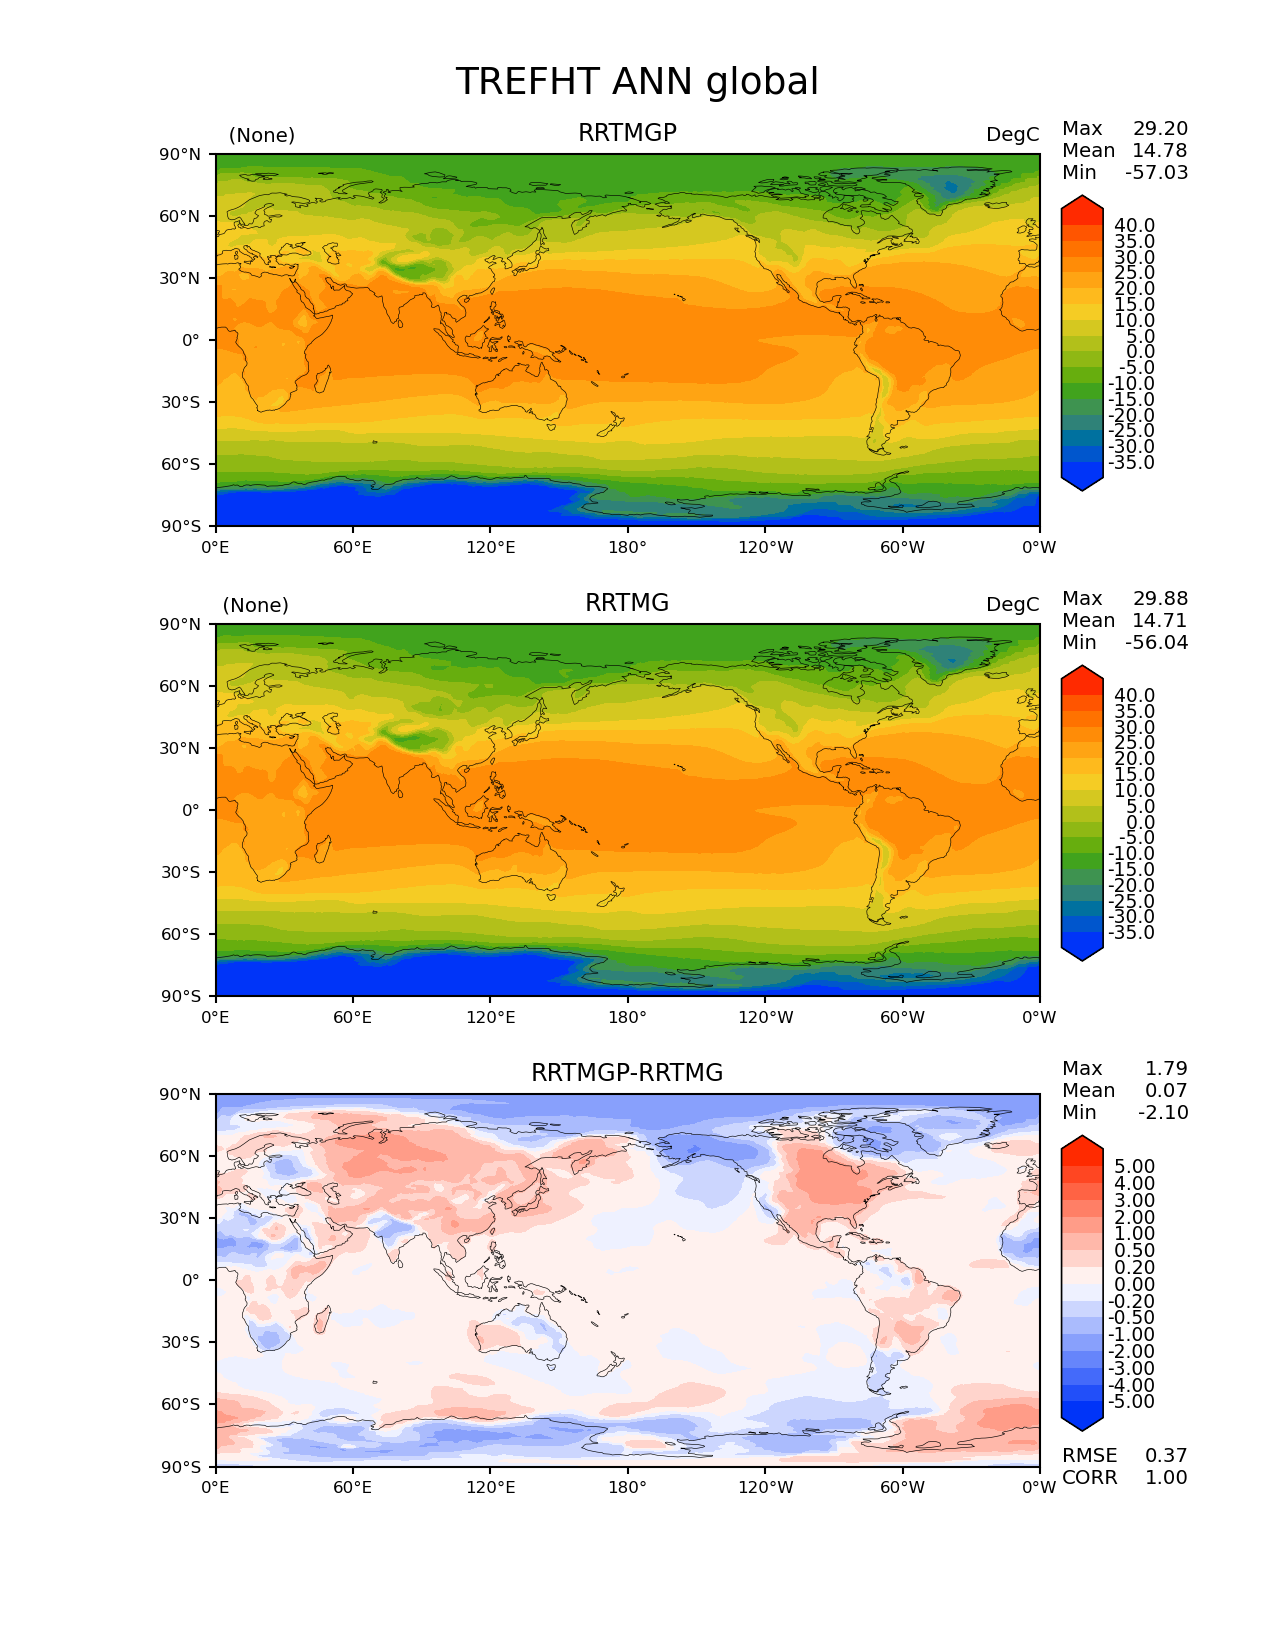 TREFHT ANN global
(None) RRTMGP DegC
Max 29.20
Mean 14.78
Min -57.03
90°N
60°N
30°N
0°
30°S
60°S
90°S
0°E 60°E 120°E 180° 120°W 60°W 0°W
40.0
35.0
30.0
25.0
20.0
15.0
10.0
5.0
0.0
-5.0
-10.0
-15.0
-20.0
-25.0
-30.0
-35.0
(None) RRTMG DegC
Max 29.88
Mean 14.71
Min -56.04
90°N
60°N
30°N
0°
30°S
60°S
90°S
0°E 60°E 120°E 180° 120°W 60°W 0°W
40.0
35.0
30.0
25.0
20.0
15.0
10.0
5.0
0.0
-5.0
-10.0
-15.0
-20.0
-25.0
-30.0
-35.0
RRTMGP-RRTMG
Max 1.79
Mean 0.07
Min -2.10
90°N
60°N
30°N
0°
30°S
60°S
90°S
0°E 60°E 120°E 180° 120°W 60°W 0°W
5.00
4.00
3.00
2.00
1.00
0.50
0.20
0.00
-0.20
-0.50
-1.00
-2.00
-3.00
-4.00
-5.00
RMSE 0.37
CORR 1.00